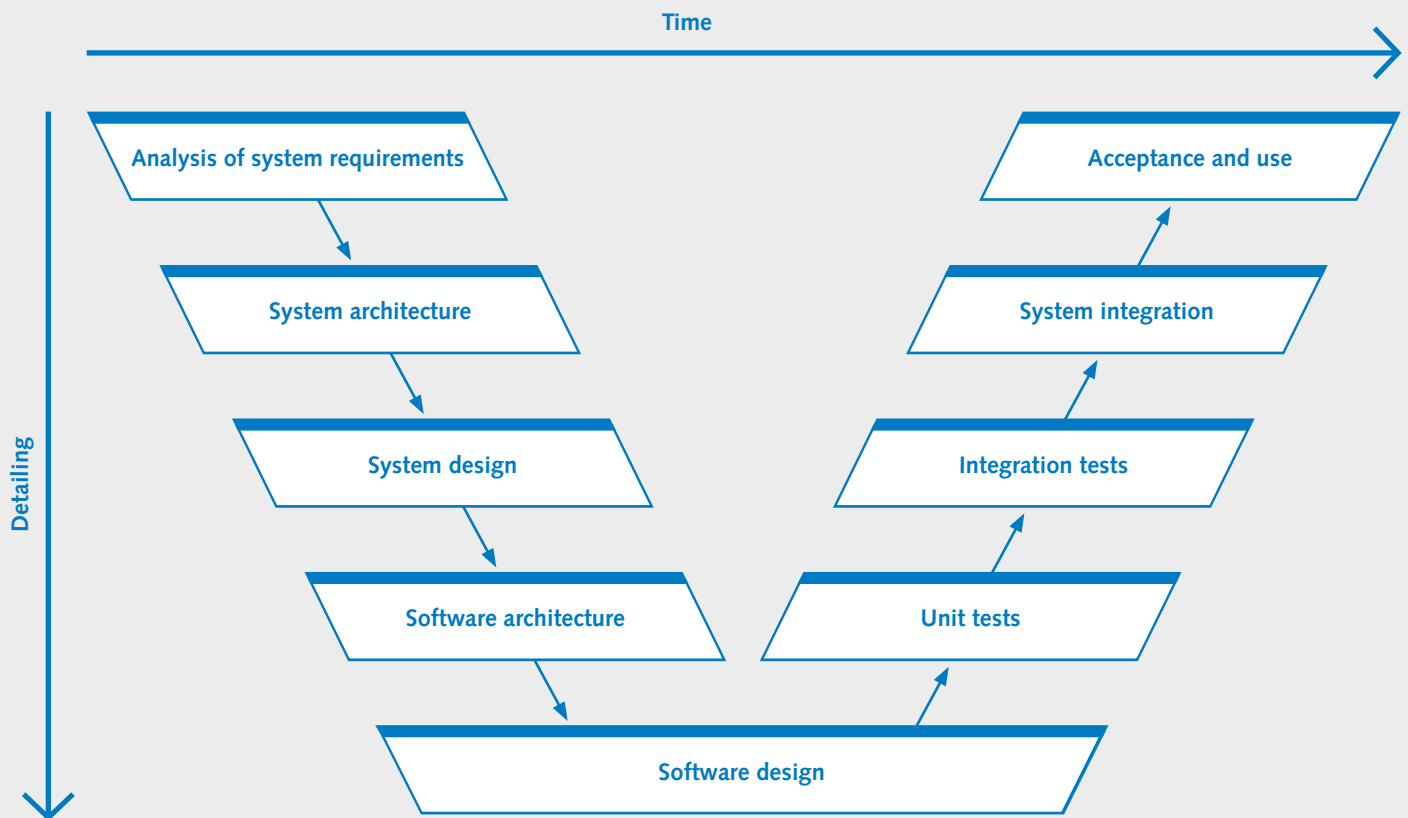 Time
Analysis of system requirements
Acceptance and use
System architecture
System integration
System design
Integration tests
Detailing
Software architecture
Unit tests
Software design